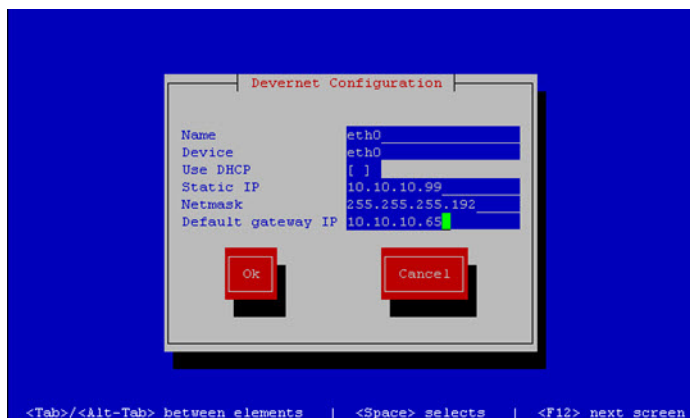 Devernet Configuration
Name eth0
Device eth0
Use DHCP [ ]
Static IP 10.10.10.99
Netmask 255.255.255.192
Default gateway IP 10.10.10.65
Ok Cancel
<Tab>/<Alt-Tab> between elements | <Space> selects | <F12> next screen